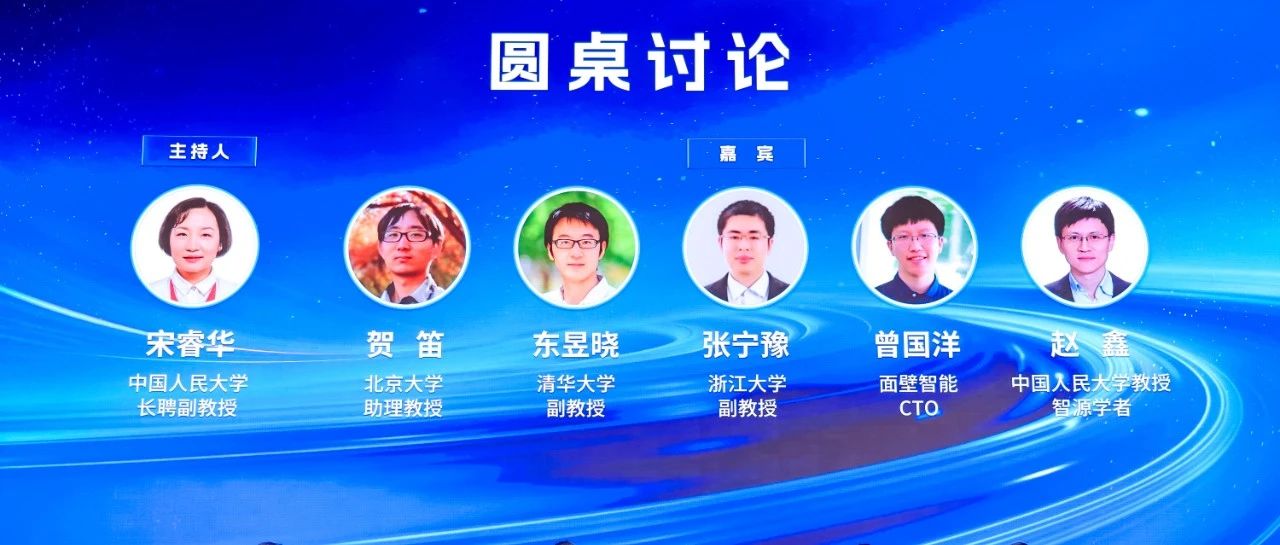 圆桌讨论
主持人
嘉宾
宋睿华
中国人民大学
长聘副教授
贺笛
北京大学
助理教授
东昱晓
清华大学
副教授
张宁豫
浙江大学
副教授
曾国洋
面壁智能
CTO
赵鑫
中国人民大学教授
智源学者